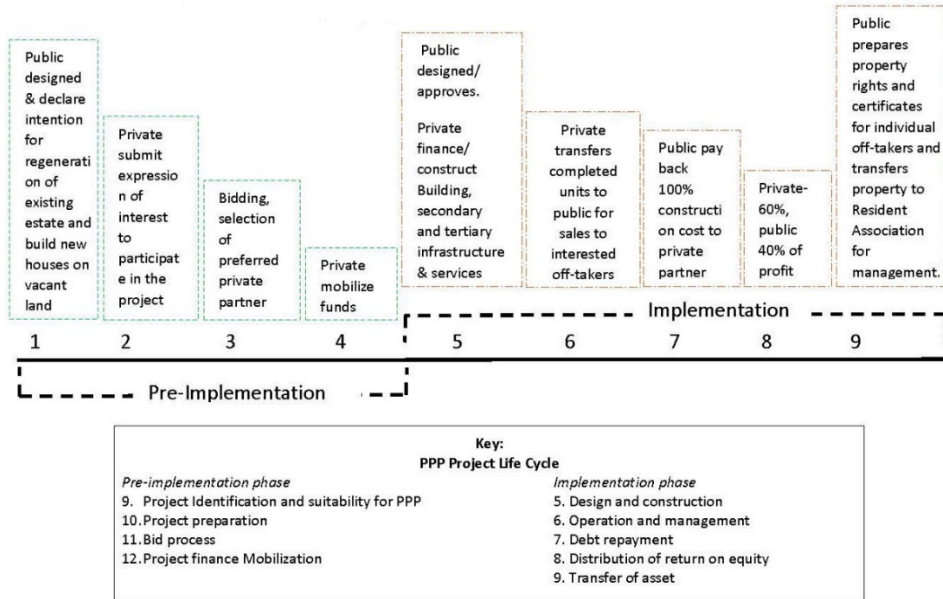 Public
designed
& declare
intention
for
regenerati
on of
existing
estate and
build new
houses on
vacant
land
Private
submit
expressio
n of
interest
to
participat
e in the
project
Bidding,
selection of
preferred
private
partner
Private
mobilize
funds
Public
designed/
approves.
Private
finance/
construct
Building,
secondary
and tertiary
infrastructure
& services
Private
transfers
completed
units to
public for
sales to
interested
off-takers
Public pay
back
100%
constructi
on cost to
private
partner
Private-
60%,
public
40% of
profit
Public
prepares
property
rights and
certificates
for individual
off-takers and
transfers
property to
Resident
Association
for
management.
Implementation
1 2 3 4 5 6 7 8 9
Pre-Implementation
Key:
PPP Project Life Cycle
Pre-implementation phase
9. Project Identification and suitability for PPP
10. Project preparation
11. Bid process
12. Project finance Mobilization
Implementation phase
5. Design and construction
6. Operation and management
7. Debt repayment
8. Distribution of return on equity
9. Transfer of asset